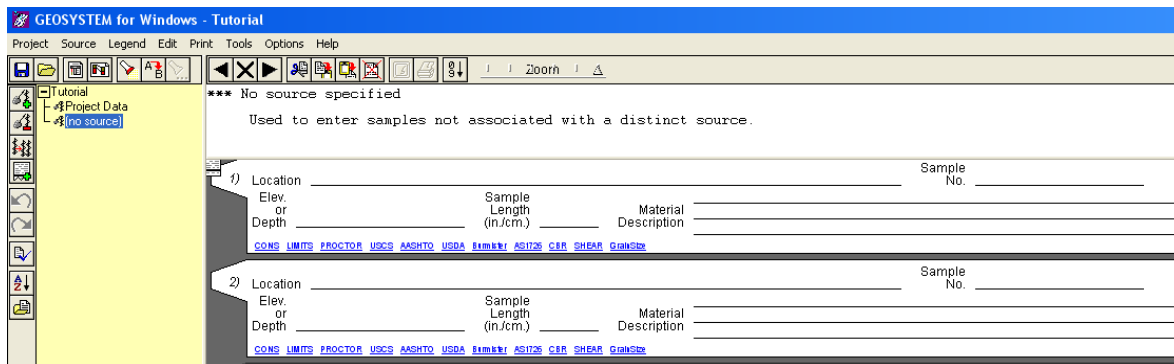 GEOSYSTEM for Windows - Tutorial
Project Source Legend Edit Print Tools Options Help
Zoom
Tutorial
Project Data
[no source]
*** No source specified
Used to enter samples not associated with a distinct source.
1) Location Sample No.
Elev. or Depth Sample Length (in./cm.) Material Description
CONS LIMITS PROCTOR USCS AASHTO USDA Burmister AS1726 CBR SHEAR GrainSize
2) Location Sample No.
Elev. or Depth Sample Length (in./cm.) Material Description
CONS LIMITS PROCTOR USCS AASHTO USDA Burmister AS1726 CBR SHEAR GrainSize